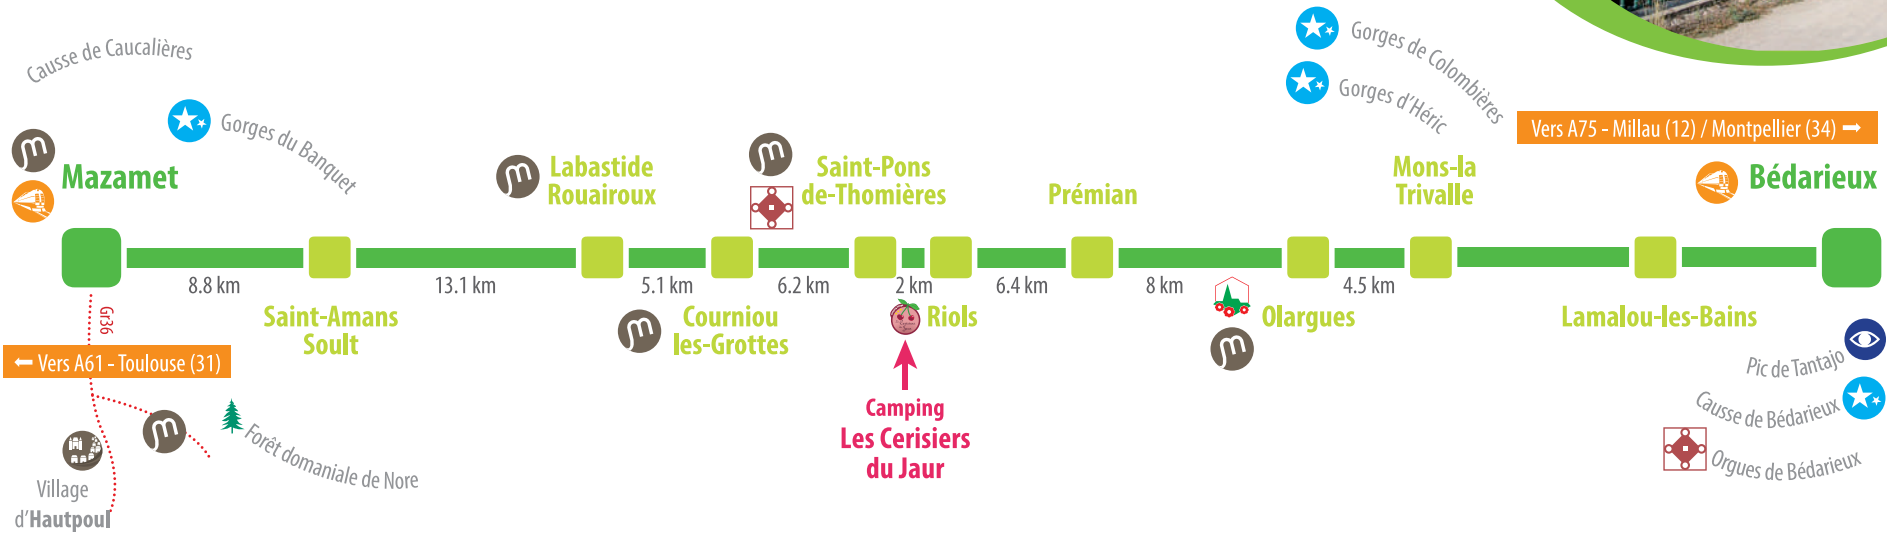 Causse de Caucalières
Gorges du Banquet
Gorges de Colombières
Gorges d'Héric
Vers A75 - Millau (12) / Montpellier (34) ➞
m
Mazamet
m
Labastide
Rouairoux
m
Saint-Pons
de-Thomières
Prémian
Mons-la
Trivalle
Bédarieux
8.8 km
13.1 km
5.1 km
6.2 km
2 km
6.4 km
8 km
4.5 km
Gr36
Saint-Amans
Soult
m
Courniou
les-Grottes
Riols
Olargues
m
Lamalou-les-Bains
← Vers A61 - Toulouse (31)
Camping
Les Cerisiers
du Jaur
Pic de Tantajo
Causse de Bédarieux
Orgues de Bédarieux
m
Forêt domaniale de Nore
Village
d'Hautpoul